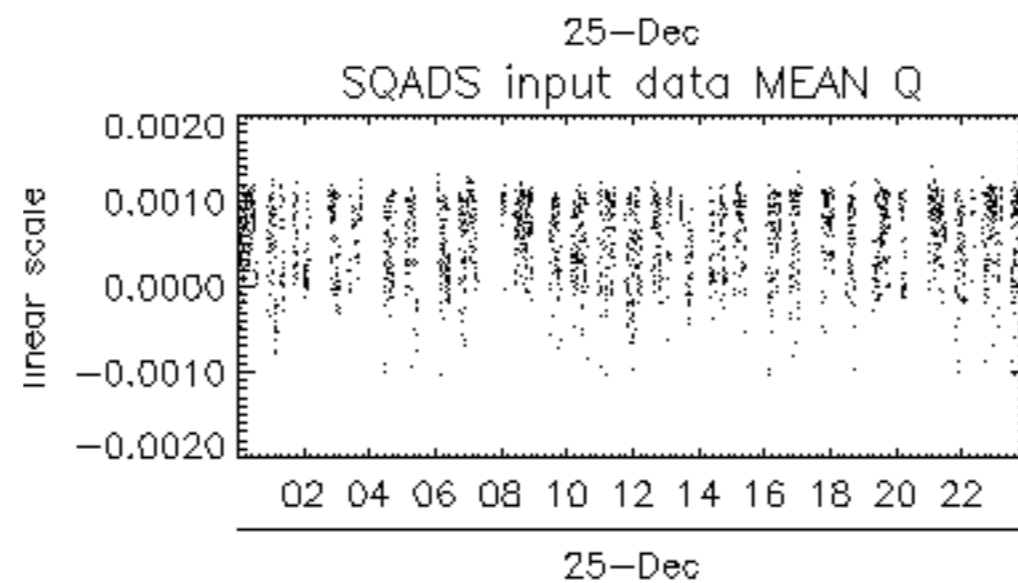 25-Dec
SQADS input data MEAN Q
linear scale
0.0020
0.0010
0.0000
-0.0010
-0.0020
02 04 06 08 10 12 14 16 18 20 22
25-Dec